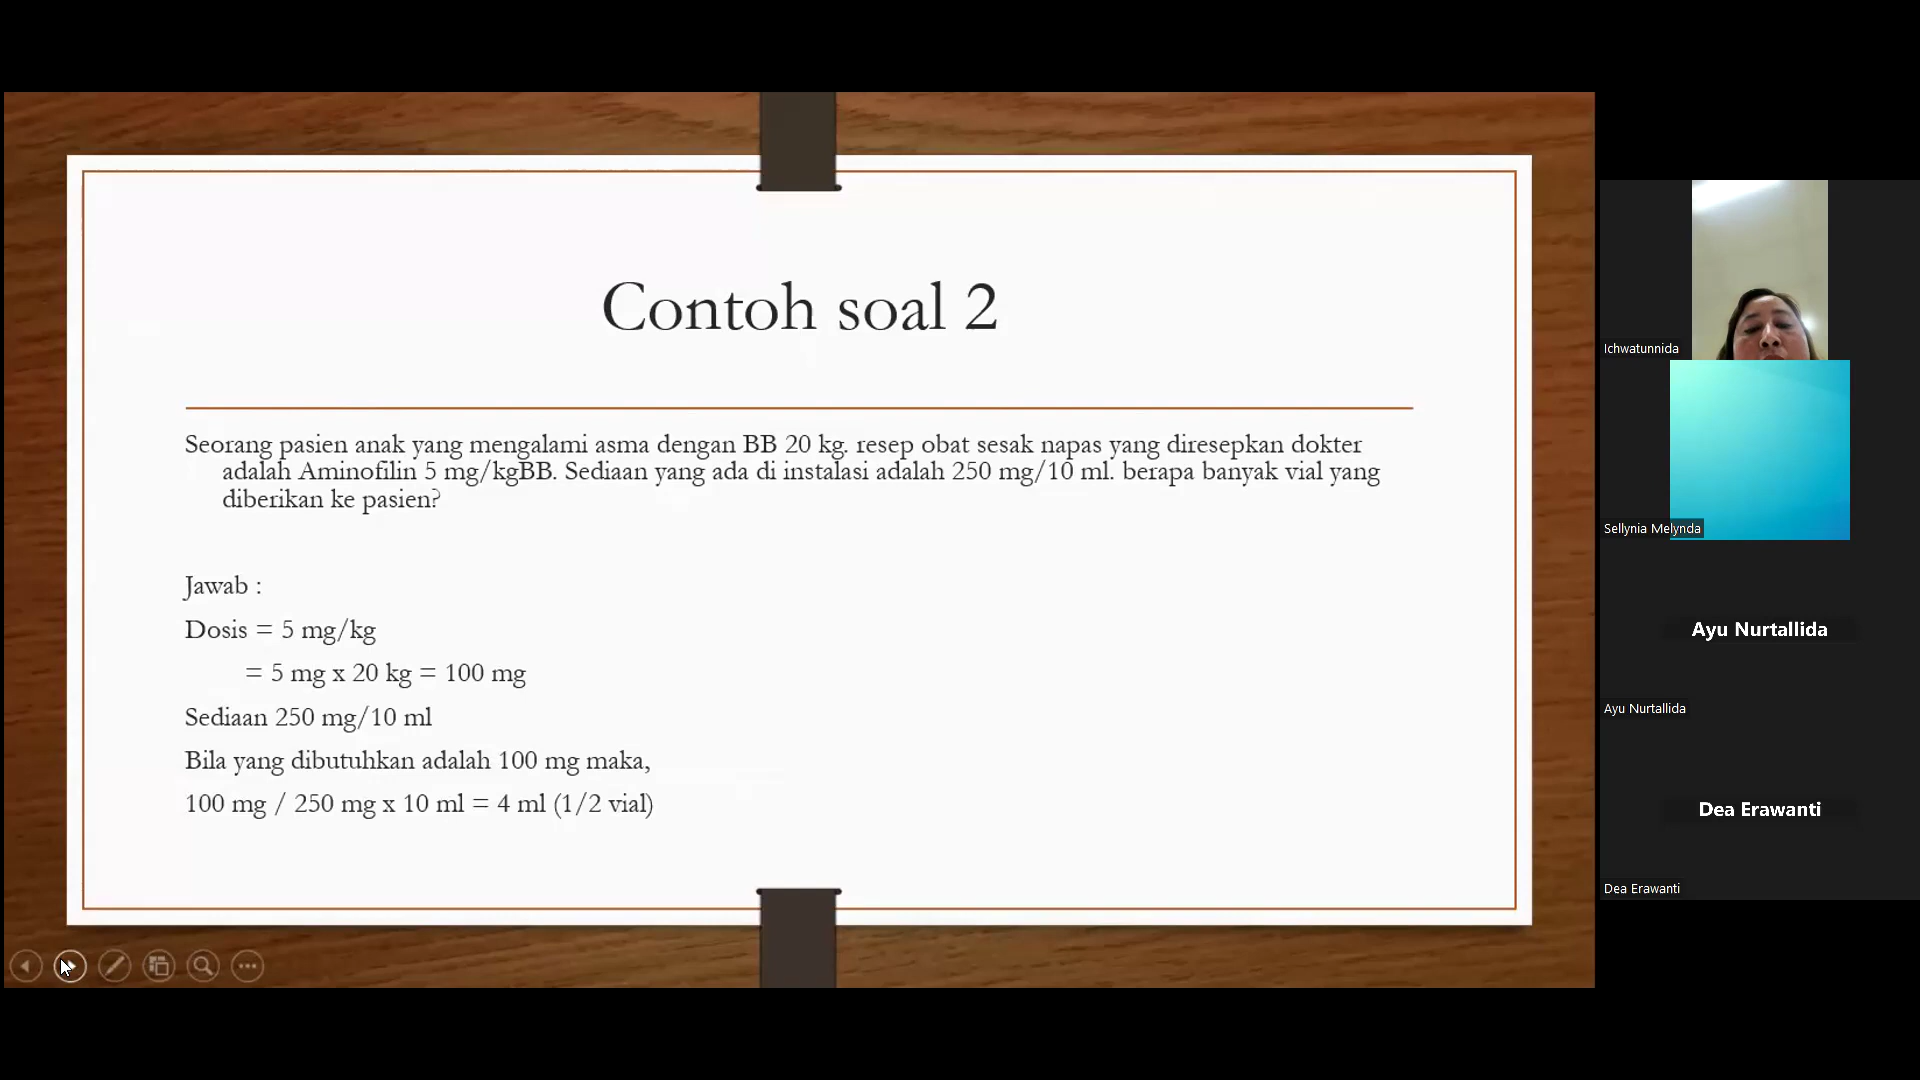 Contoh soal 2
Seorang pasien anak yang mengalami asma dengan BB 20 kg. resep obat sesak napas yang diresepkan dokter
adalah Aminofilin 5 mg/kgBB. Sediaan yang ada di instalasi adalah 250 mg/10 ml. berapa banyak vial yang
diberikan ke pasien?
Jawab :
Dosis = 5 mg/kg
= 5 mg x 20 kg = 100 mg
Sediaan 250 mg/10 ml
Bila yang dibutuhkan adalah 100 mg maka,
100 mg / 250 mg x 10 ml = 4 ml (1/2 vial)
Ichwatunnida
Sellynia Melynda
Ayu Nurtallida
Ayu Nurtallida
Dea Erawanti
Dea Erawanti